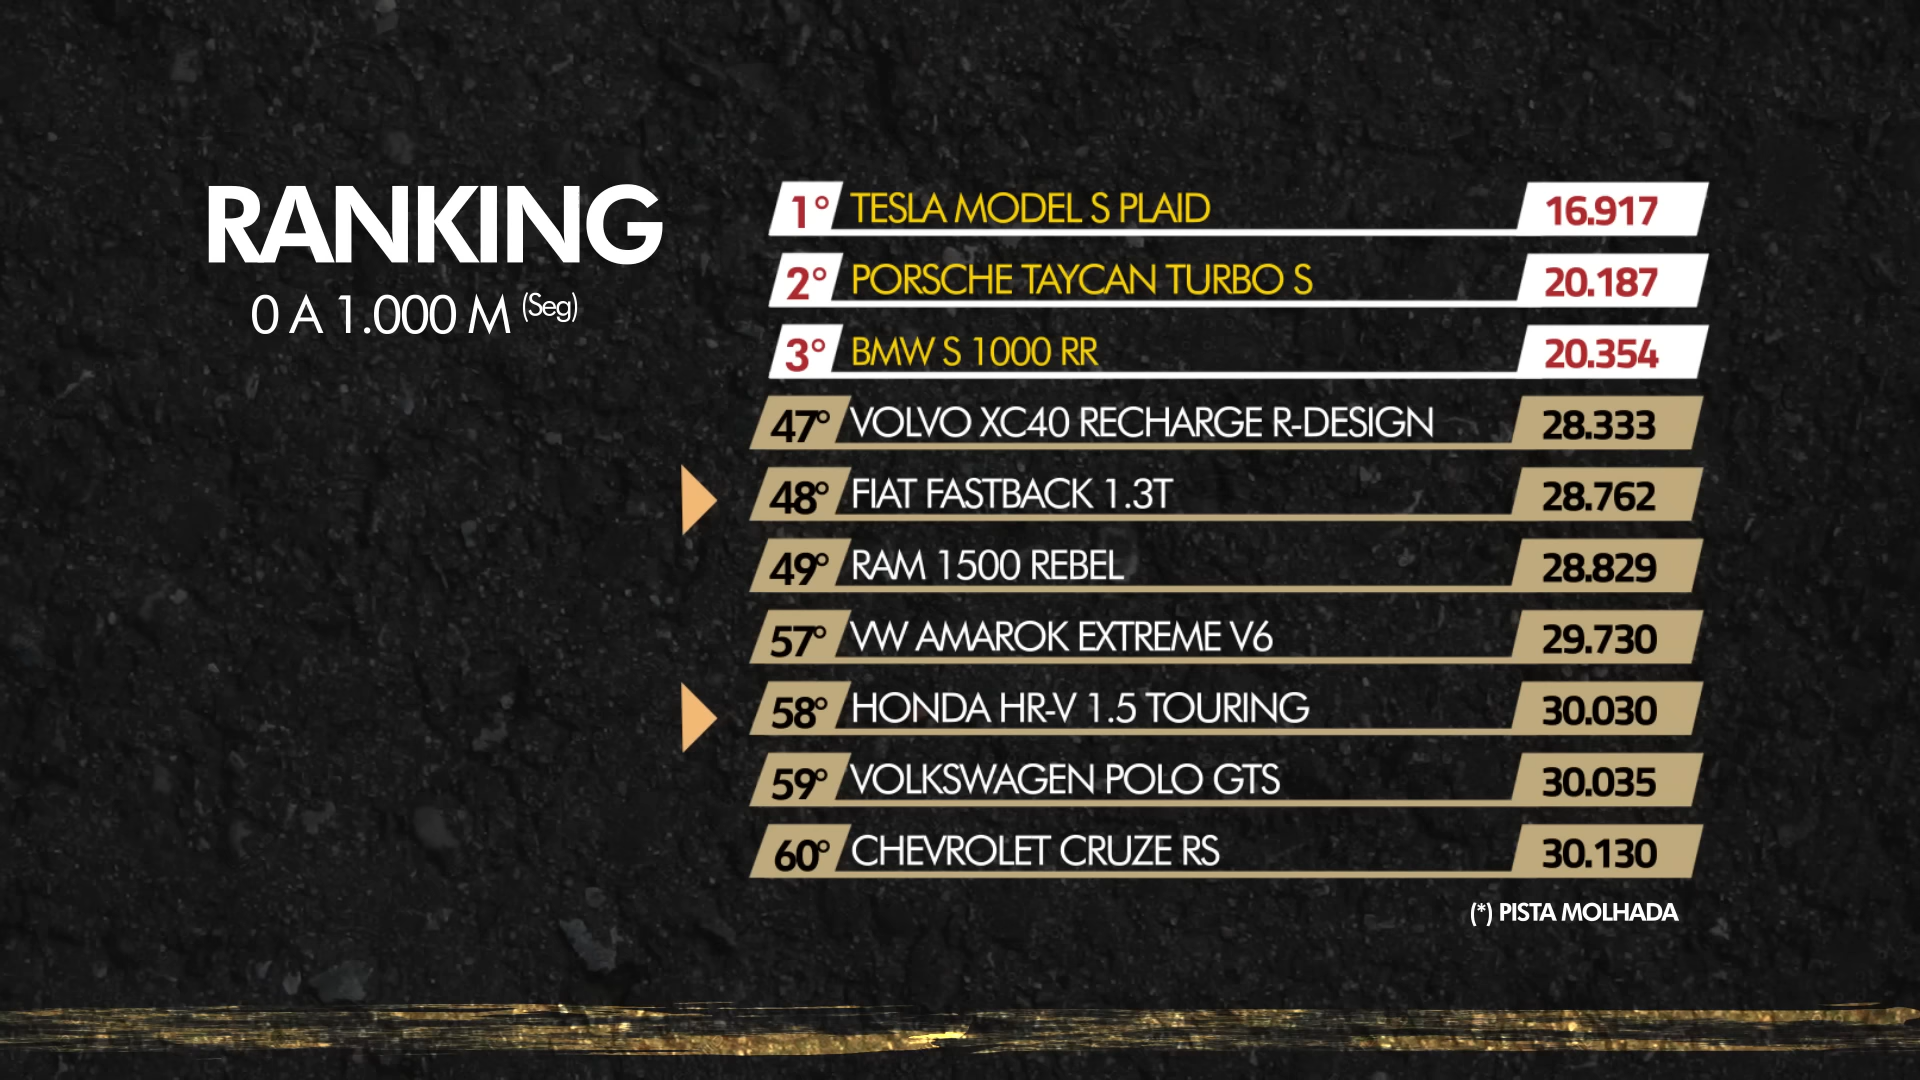 RANKING
0 A 1.000 M (Seg)
1° TESLA MODEL S PLAID 16.917
2° PORSCHE TAYCAN TURBO S 20.187
3° BMW S 1000 RR 20.354
47° VOLVO XC40 RECHARGE R-DESIGN 28.333
48° FIAT FASTBACK 1.3T 28.762
49° RAM 1500 REBEL 28.829
57° VW AMAROK EXTREME V6 29.730
58° HONDA HR-V 1.5 TOURING 30.030
59° VOLKSWAGEN POLO GTS 30.035
60° CHEVROLET CRUZE RS 30.130
(*) PISTA MOLHADA